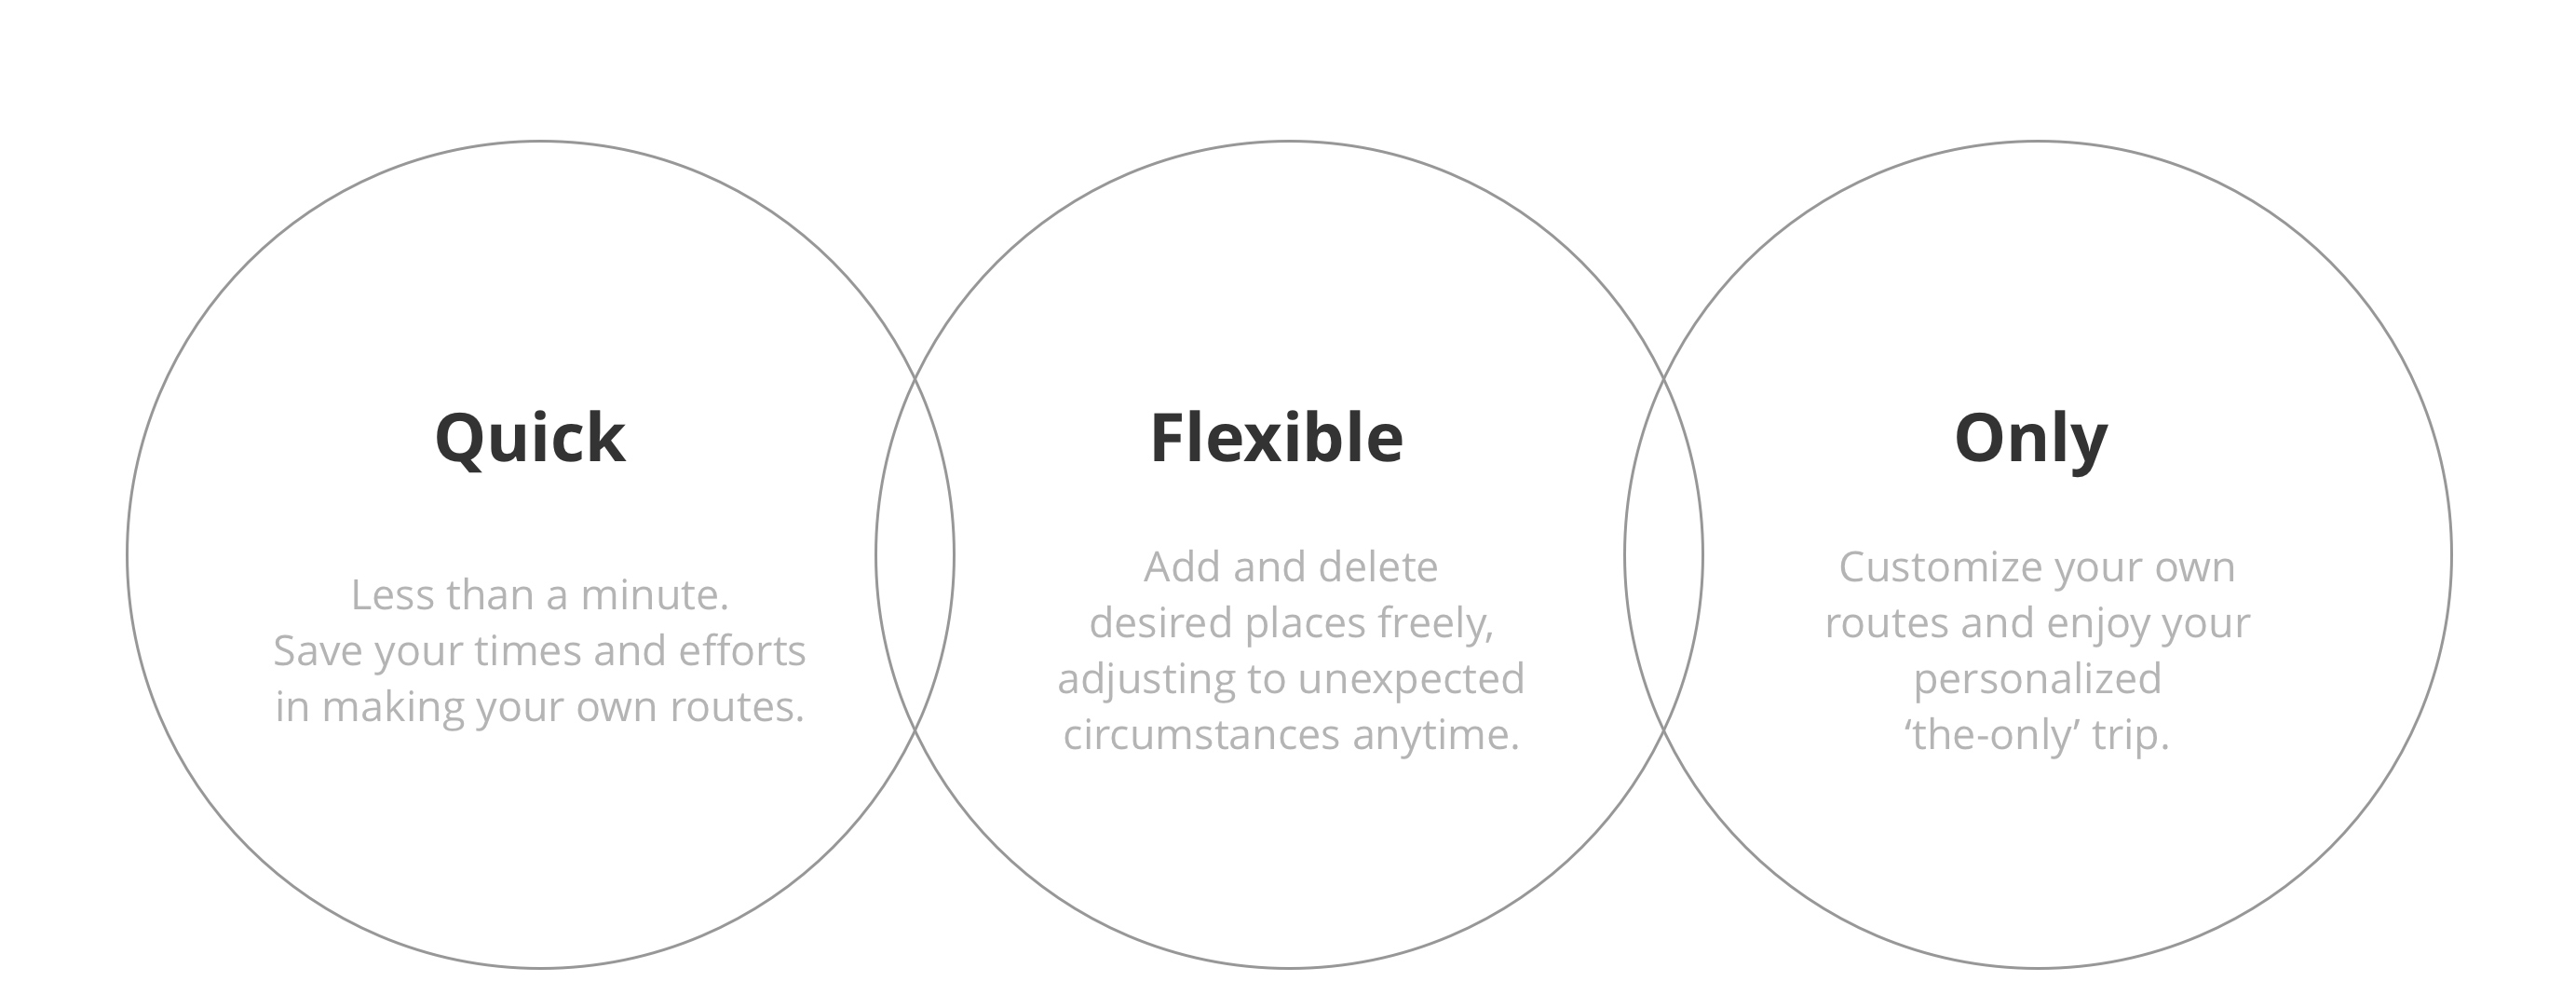 Quick
Less than a minute.
Save your times and efforts
in making your own routes.
Flexible
Add and delete
desired places freely,
adjusting to unexpected
circumstances anytime.
Only
Customize your own
routes and enjoy your
personalized
‘the-only’ trip.